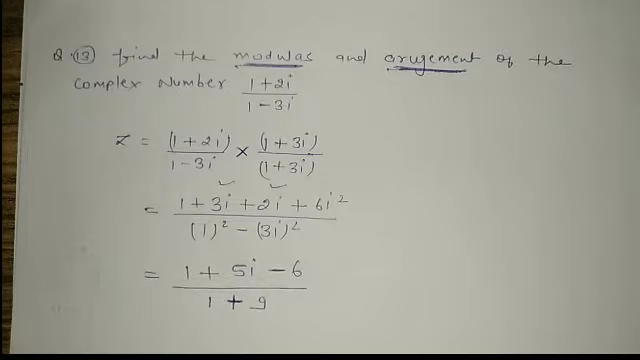 Q. 13 find the modulas and arugement of the
Complex Number 1+2i / 1-3i
Z = (1+2i) / 1-3i × (1+3i) / (1+3i)
= 1+3i+2i+6i² / (1)² - (3i)²
= 1+5i-6 / 1+9